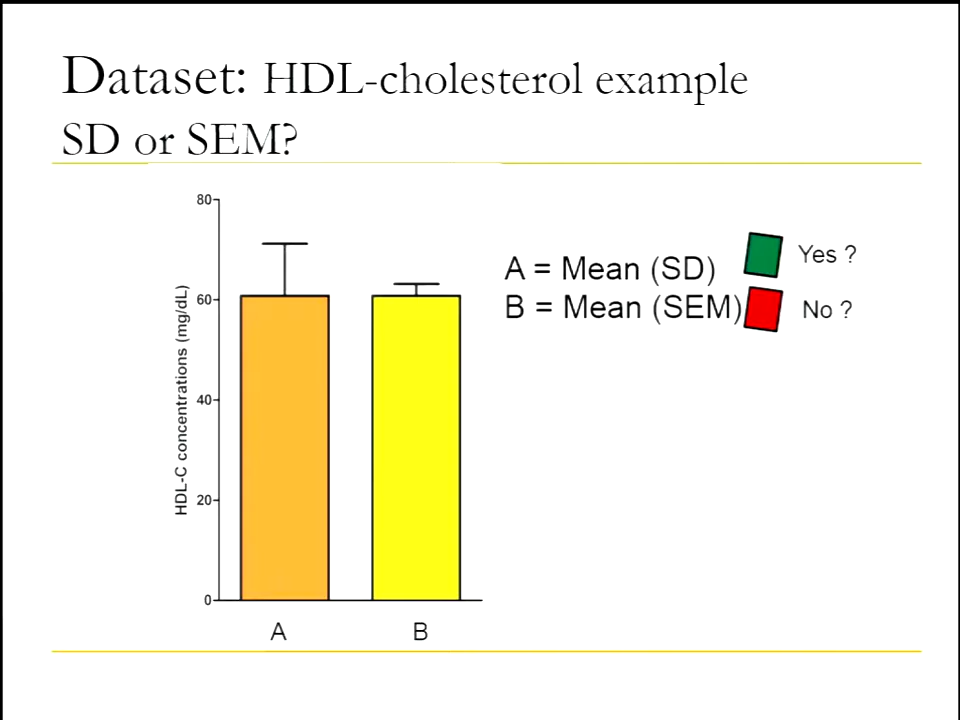 Dataset: HDL-cholesterol example
SD or SEM?
80
60
40
20
0
HDL-C concentrations (mg/dL)
A
B
A = Mean (SD)
B = Mean (SEM)
Yes ?
No ?